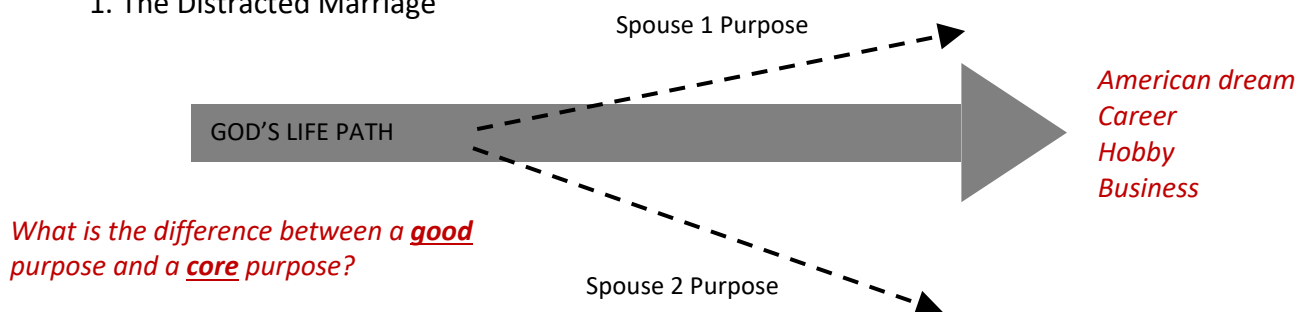 1. The Distracted Marriage
Spouse 1 Purpose
American dream
Career
Hobby
Business
GOD'S LIFE PATH
What is the difference between a good
purpose and a core purpose?
Spouse 2 Purpose